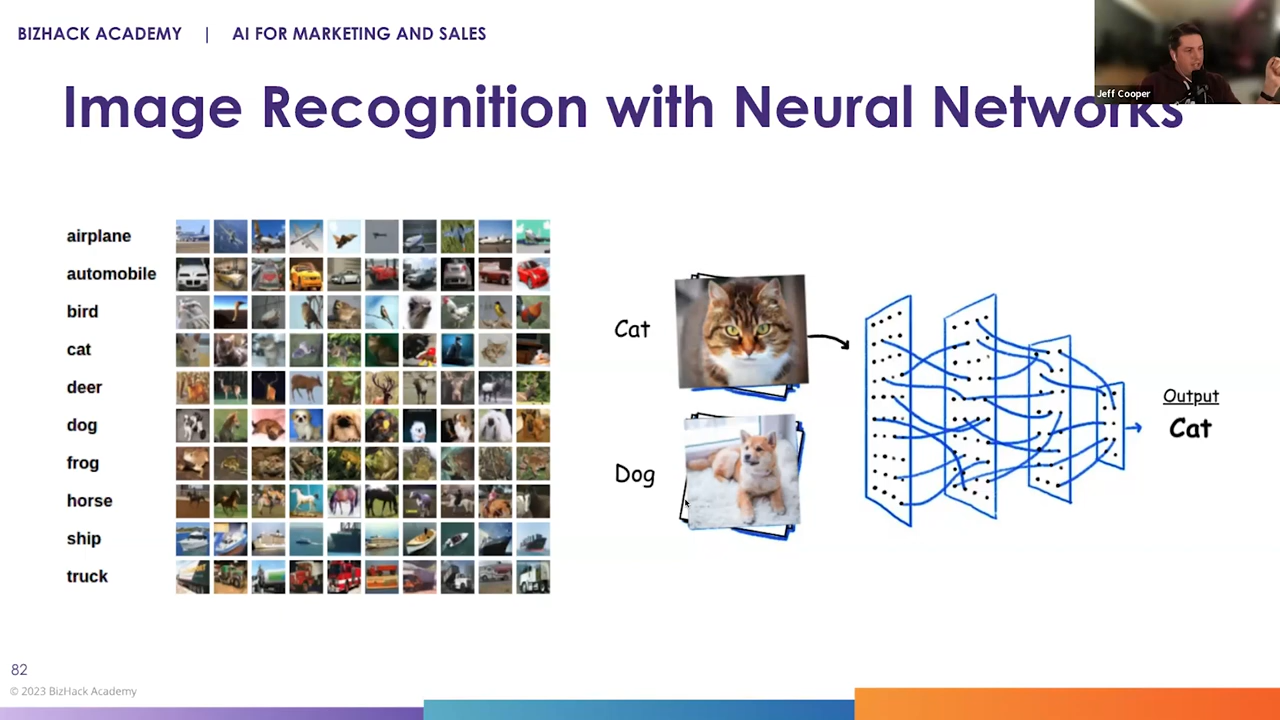 BIZHACK ACADEMY | AI FOR MARKETING AND SALES
Jeff Cooper
Image Recognition with Neural Networks
airplane
automobile
bird
cat
deer
dog
frog
horse
ship
truck
Cat
Dog
Output
Cat
82
© 2023 BizHack Academy